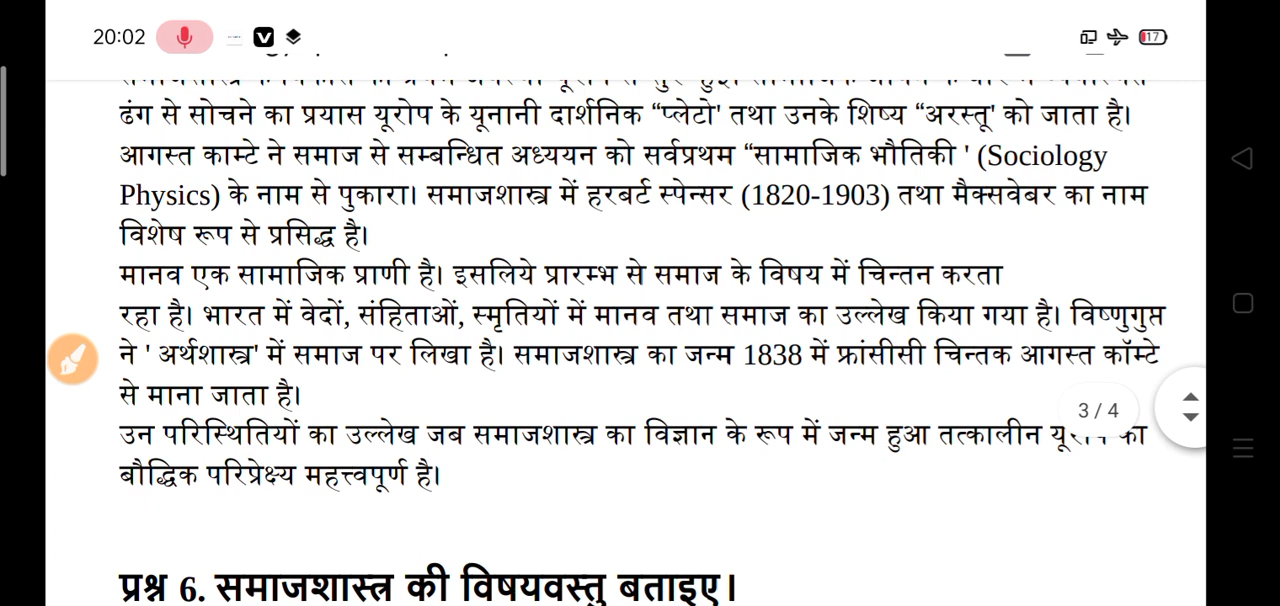 20:02
17
ढंग से सोचने का प्रयास यूरोप के यूनानी दार्शनिक “प्लेटो' तथा उनके शिष्य “अरस्तू' को जाता है।
आगस्त काम्टे ने समाज से सम्बन्धित अध्ययन को सर्वप्रथम “सामाजिक भौतिकी ' (Sociology
Physics) के नाम से पुकारा। समाजशास्त्र में हरबर्ट स्पेन्सर (1820-1903) तथा मैक्सवेबर का नाम
विशेष रूप से प्रसिद्ध है।
मानव एक सामाजिक प्राणी है। इसलिये प्रारम्भ से समाज के विषय में चिन्तन करता
रहा है। भारत में वेदों, संहिताओं, स्मृतियों में मानव तथा समाज का उल्लेख किया गया है। विष्णुगुप्त
ने ' अर्थशास्त्र' में समाज पर लिखा है। समाजशास्त्र का जन्म 1838 में फ्रांसीसी चिन्तक आगस्त कॉम्टे
से माना जाता है।
3 / 4
उन परिस्थितियों का उल्लेख जब समाजशास्त्र का विज्ञान के रूप में जन्म हुआ तत्कालीन का
बौद्धिक परिप्रेक्ष्य महत्त्वपूर्ण है।
प्रश्न 6. समाजशास्त्र की विषयवस्तु बताइए।